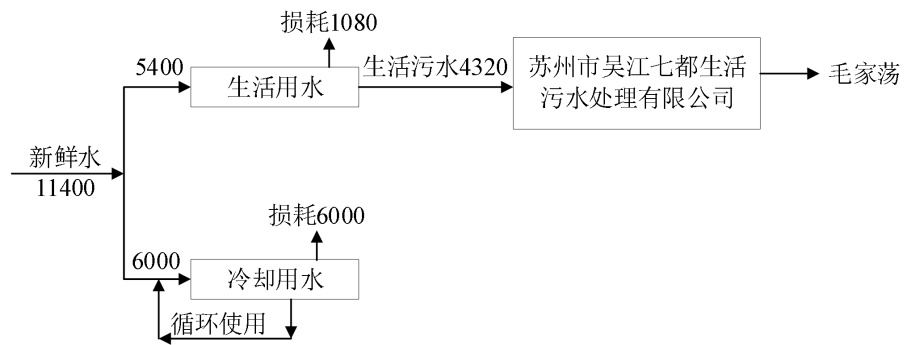 损耗1080
5400
生活用水
生活污水4320
苏州市吴江七都生活
污水处理有限公司
毛家荡
新鲜水
11400
损耗6000
6000
冷却用水
循环使用